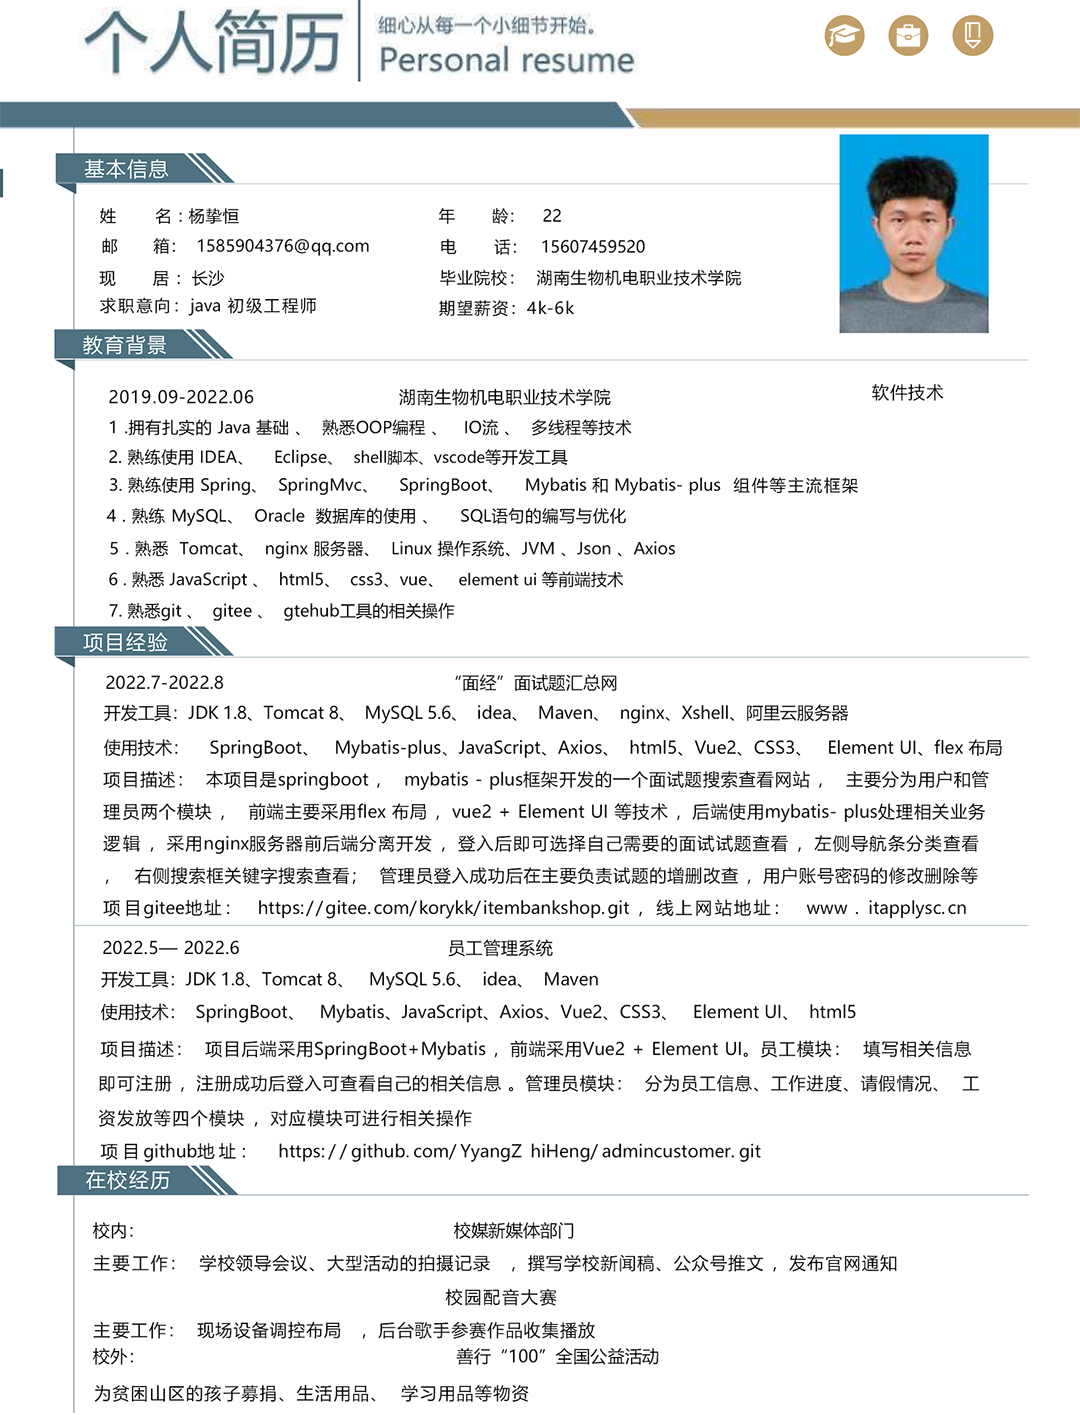 个人简历
细心从每一个小细节开始。
Personal resume
基本信息
姓 名：杨挚恒 年 龄： 22
邮 箱： 1585904376@qq.com 电 话： 15607459520
现 居：长沙 毕业院校： 湖南生物机电职业技术学院
求职意向：java 初级工程师 期望薪资：4k-6k
教育背景
2019.09-2022.06 湖南生物机电职业技术学院 软件技术
1 .拥有扎实的 Java 基础 、 熟悉OOP编程 、 IO流 、 多线程等技术
2. 熟练使用 IDEA、 Eclipse、 shell脚本、vscode等开发工具
3. 熟练使用 Spring、 SpringMvc、 SpringBoot、 Mybatis 和 Mybatis- plus 组件等主流框架
4 . 熟练 MySQL、 Oracle 数据库的使用 、 SQL语句的编写与优化
5 . 熟悉 Tomcat、 nginx 服务器、 Linux 操作系统、JVM 、Json 、Axios
6 . 熟悉 JavaScript 、 html5、 css3、vue、 element ui 等前端技术
7. 熟悉git 、 gitee 、 gtehub工具的相关操作
项目经验
2022.7-2022.8 “面经”面试题汇总网
开发工具：JDK 1.8、Tomcat 8、 MySQL 5.6、 idea、 Maven、 nginx、Xshell、阿里云服务器
使用技术： SpringBoot、 Mybatis-plus、JavaScript、Axios、 html5、Vue2、CSS3、 Element UI、flex 布局
项目描述： 本项目是springboot ， mybatis - plus框架开发的一个面试题搜索查看网站 ， 主要分为用户和管
理员两个模块 ， 前端主要采用flex 布局 ，vue2 + Element UI 等技术 ，后端使用mybatis- plus处理相关业务
逻辑 ，采用nginx服务器前后端分离开发 ，登入后即可选择自己需要的面试试题查看 ，左侧导航条分类查看
， 右侧搜索框关键字搜索查看； 管理员登入成功后在主要负责试题的增删改查 ，用户账号密码的修改删除等
项目gitee地址： https://gitee.com/korykk/itembankshop.git ，线上网站地址： www . itapplysc.cn
2022.5— 2022.6 员工管理系统
开发工具：JDK 1.8、Tomcat 8、 MySQL 5.6、 idea、 Maven
使用技术： SpringBoot、 Mybatis、JavaScript、Axios、Vue2、CSS3、 Element UI、 html5
项目描述： 项目后端采用SpringBoot+Mybatis ，前端采用Vue2 + Element UI。员工模块： 填写相关信息
即可注册 ，注册成功后登入可查看自己的相关信息 。管理员模块： 分为员工信息、工作进度、请假情况、 工
资发放等四个模块 ，对应模块可进行相关操作
项目github地址： https://github.com/YyangZ hiHeng/admincustomer.git
在校经历
校内： 校媒新媒体部门
主要工作： 学校领导会议、大型活动的拍摄记录 ，撰写学校新闻稿、公众号推文 ，发布官网通知
校园配音大赛
主要工作： 现场设备调控布局 ，后台歌手参赛作品收集播放
校外： 善行“100”全国公益活动
为贫困山区的孩子募捐、生活用品、 学习用品等物资